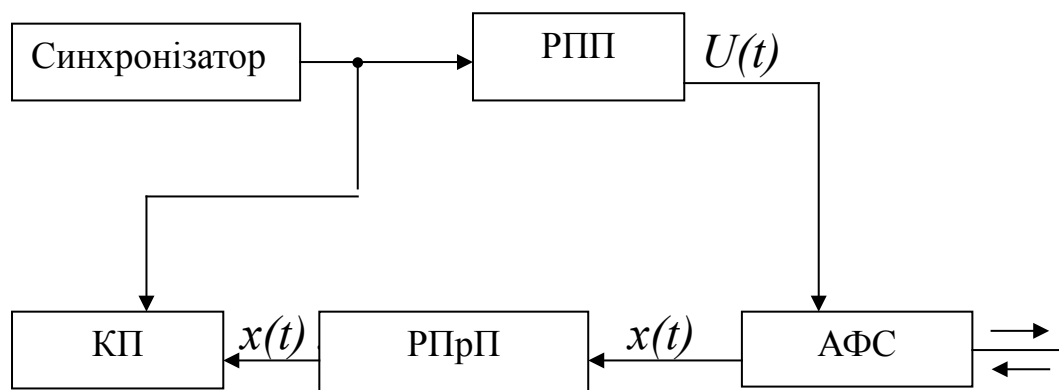 Синхронізатор
РПП
U(t)
КП
x(t)
РПрП
x(t)
АФС